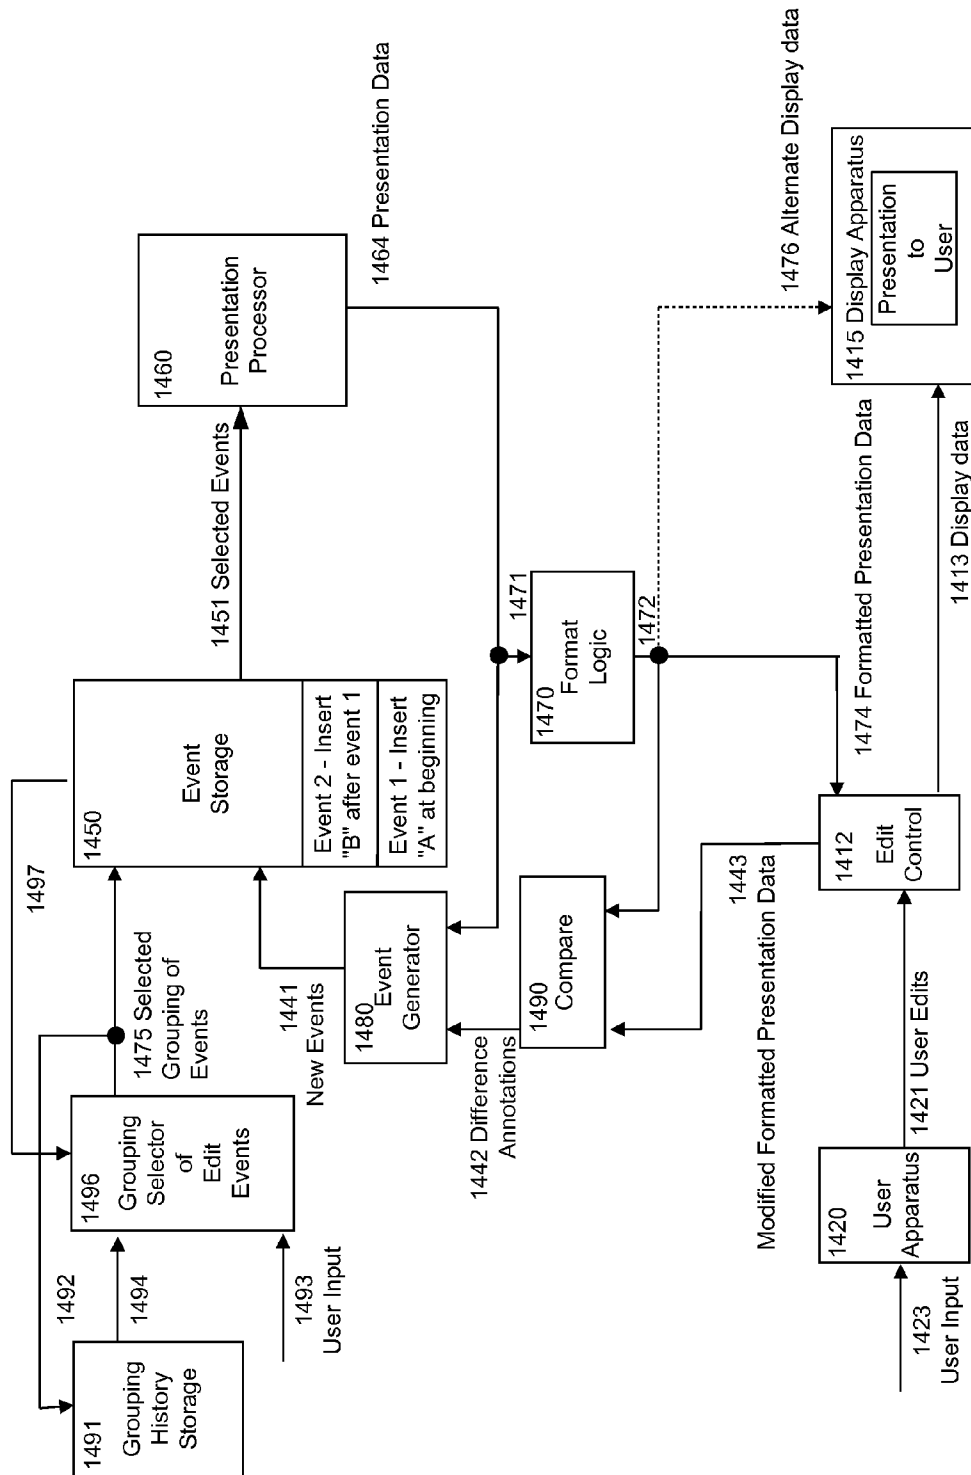 1491
Grouping
History
Storage
1492
1494
1493
User Input
1496
Grouping
Selector
of
Edit
Events
1497
1475 Selected
Grouping of
Events
1450
Event
Storage
Event 2 - Insert
"B" after event 1
Event 1 - Insert
"A" at beginning
1451 Selected Events
1460
Presentation
Processor
1464 Presentation Data
1441
New Events
1480
Event
Generator
1442 Difference
Annotations
1490
Compare
1471
1470
Format
Logic
1472
1476 Alternate Display data
1443
Modified Formatted Presentation Data
1474 Formatted Presentation Data
1423
User Input
1420
User
Apparatus
1421 User Edits
1412
Edit
Control
1413 Display data
1415 Display Apparatus
Presentation
to
User